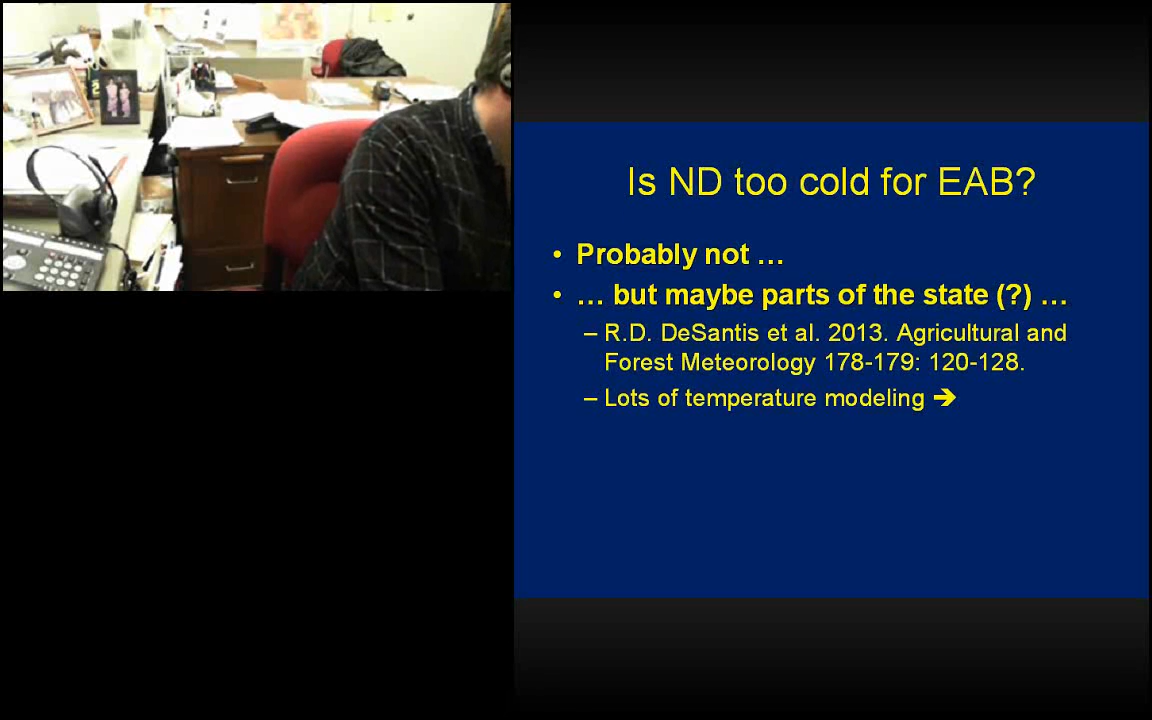 Is ND too cold for EAB?
• Probably not …
• … but maybe parts of the state (?) …
– R.D. DeSantis et al. 2013. Agricultural and
Forest Meteorology 178-179: 120-128.
– Lots of temperature modeling ➔